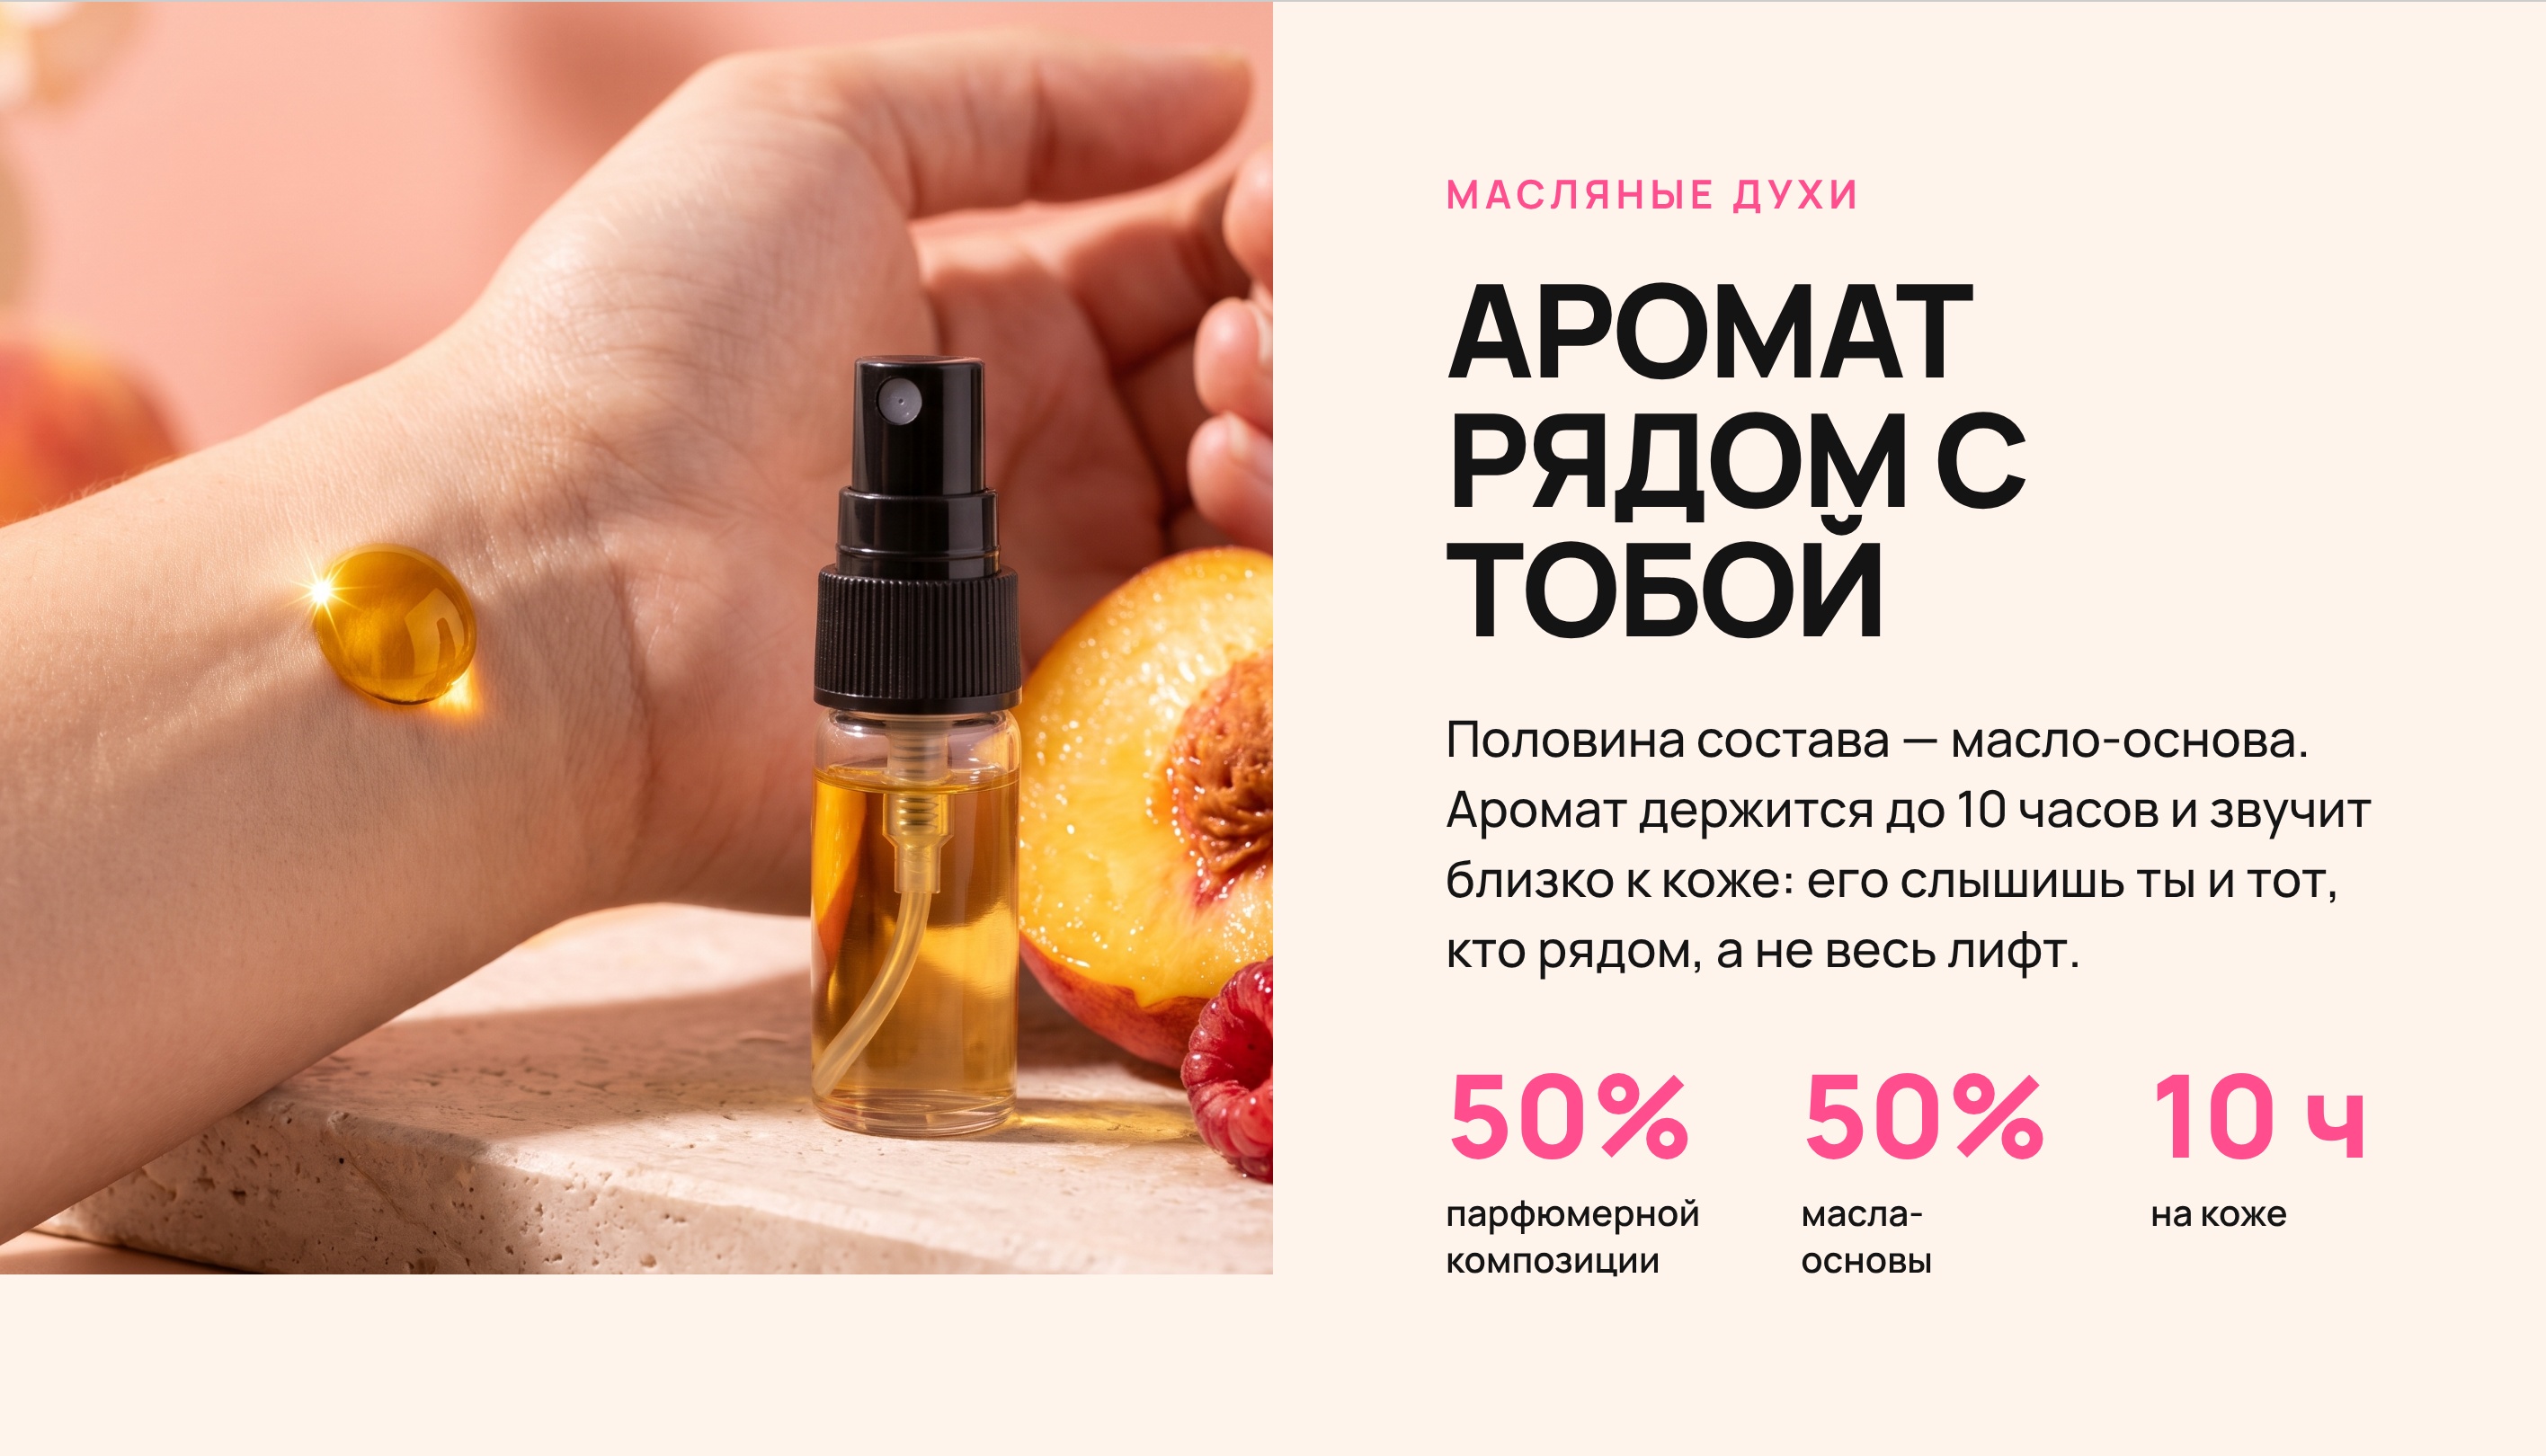 МАСЛЯНЫЕ ДУХИ
АРОМАТ
РЯДОМ С
ТОБОЙ
Половина состава — масло-основа.
Аромат держится до 10 часов и звучит
близко к коже: его слышишь ты и тот,
кто рядом, а не весь лифт.
50%
парфюмерной
композиции
50%
масла-
основы
10 ч
на коже